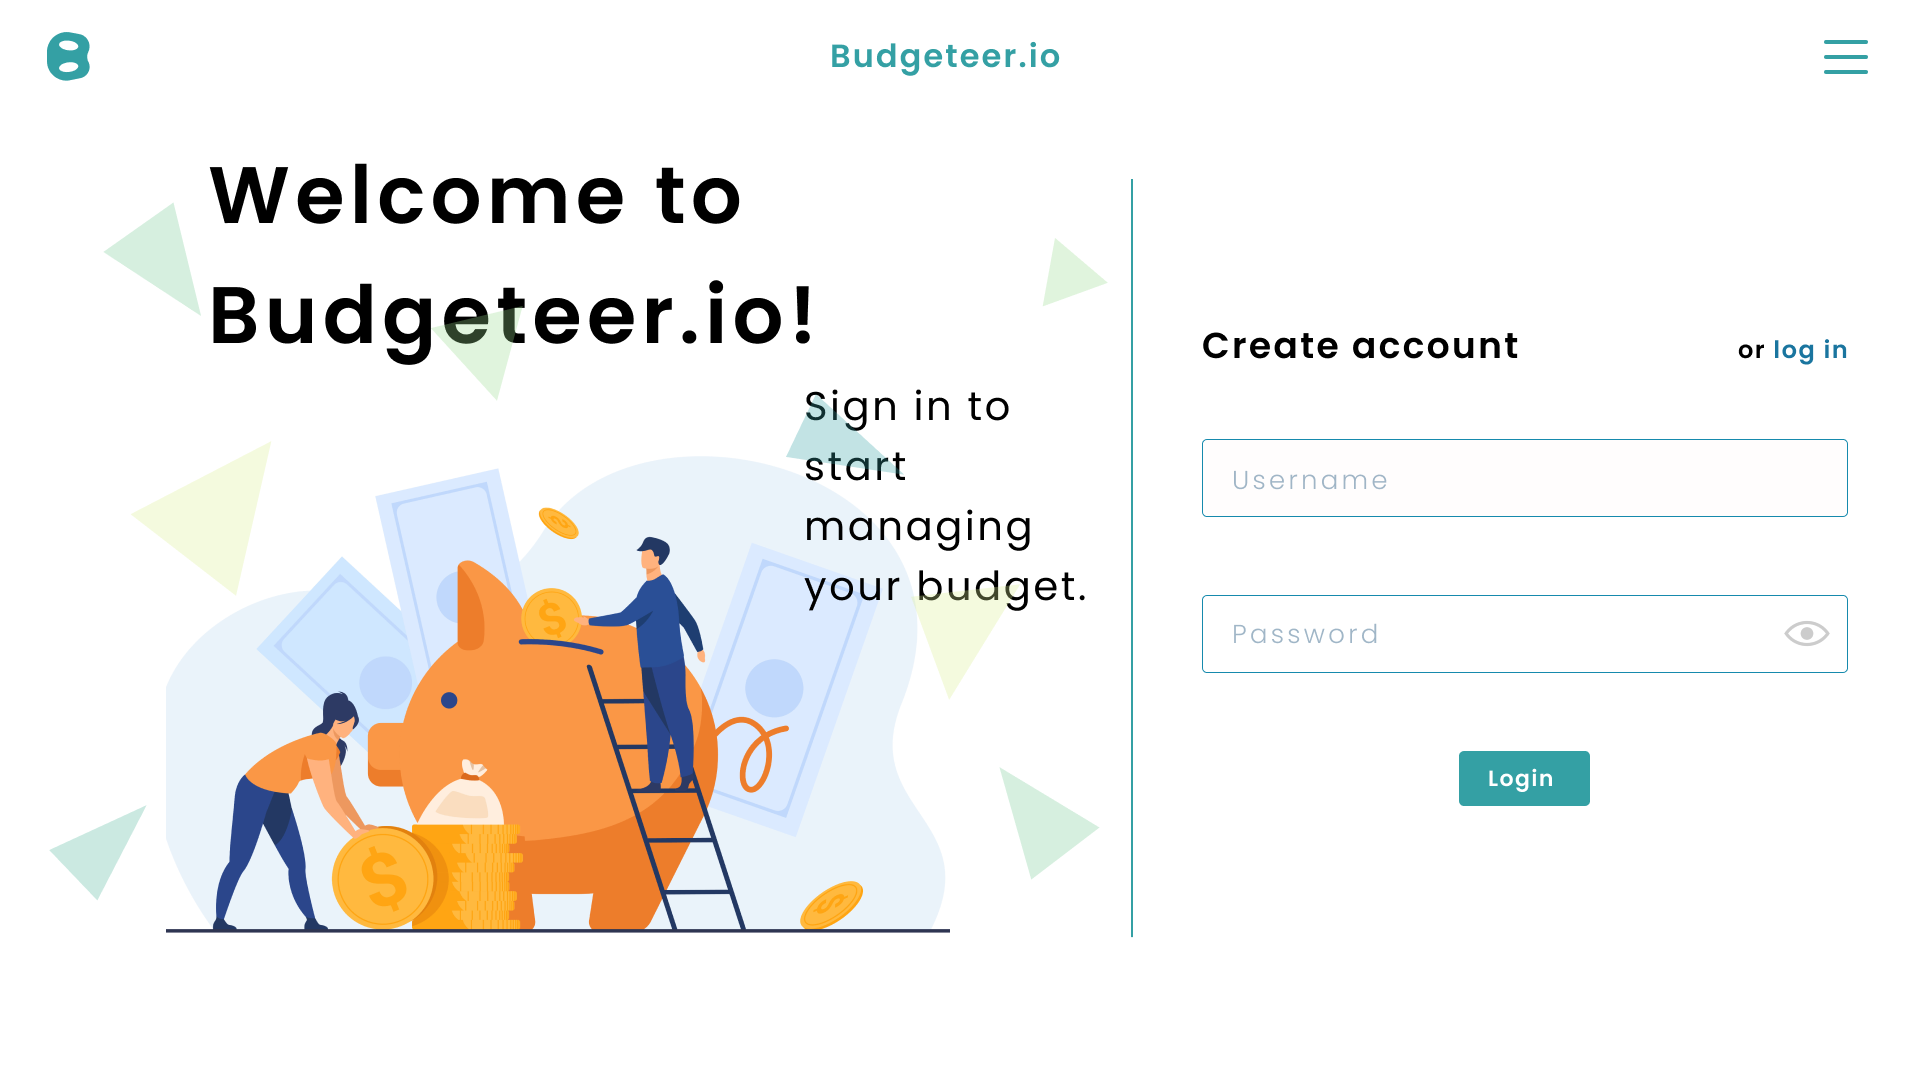 Budgeteer.io
Welcome to
Budgeteer.io!
Sign in to
start
managing
your budget.
Create account
or log in
Username
Password
Login
$
$
$